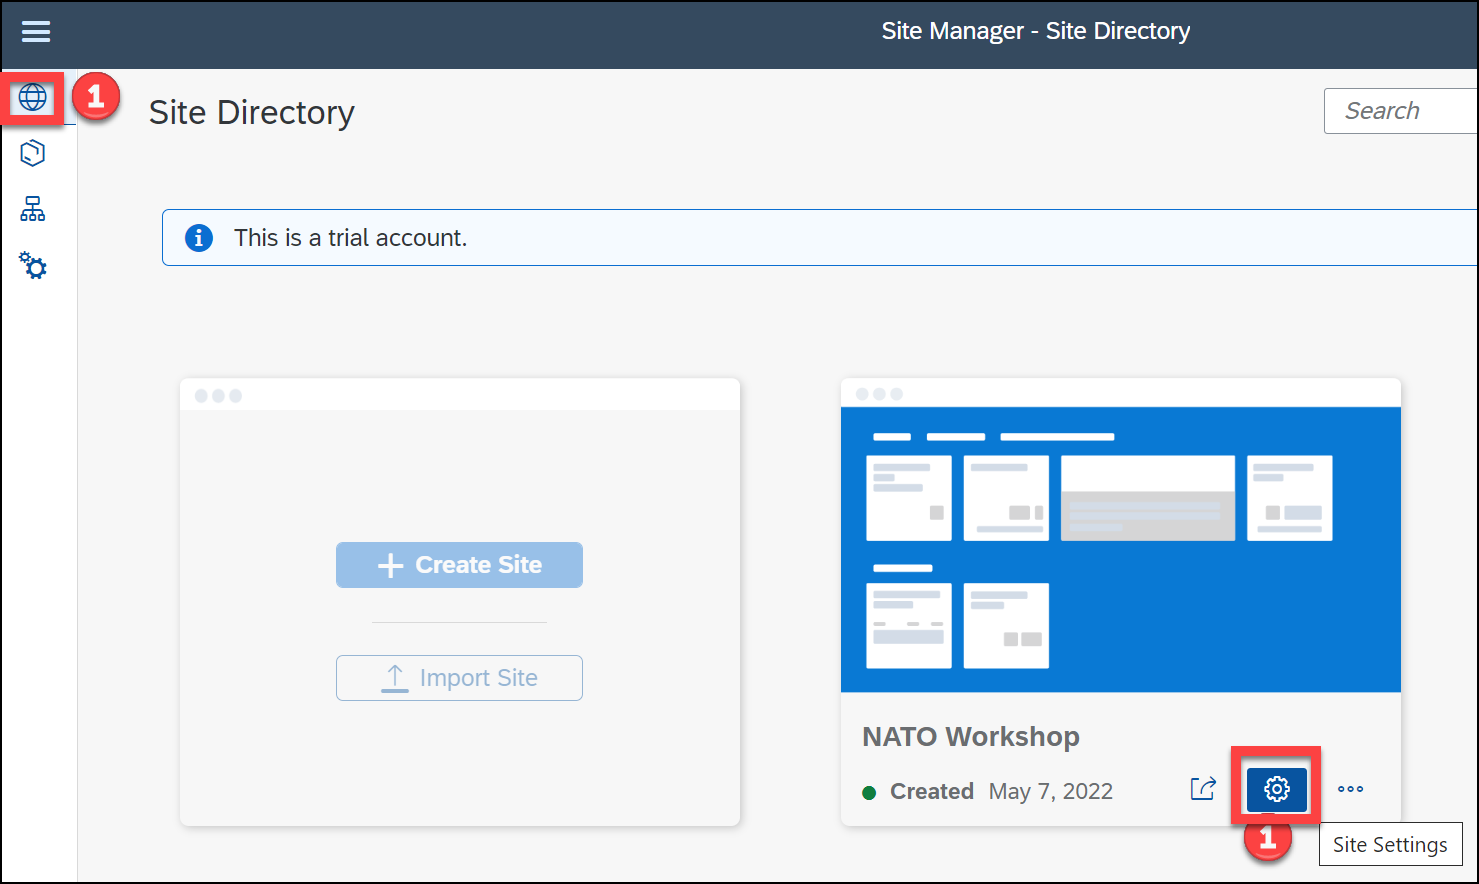 Site Manager - Site Directory
1
Site Directory
Search
This is a trial account.
Create Site
Import Site
NATO Workshop
Created May 7, 2022
1
Site Settings